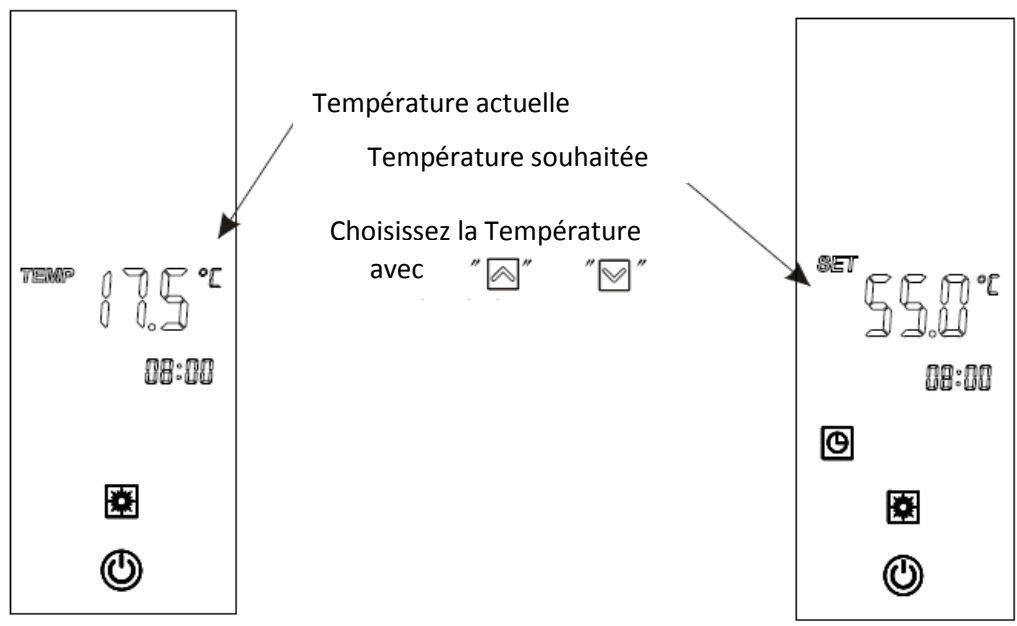 Température actuelle
Température souhaitée
Choisissez la Température
avec " " " "
TEMP 17.5 °C
08:00
SET 55.0 °C
08:00